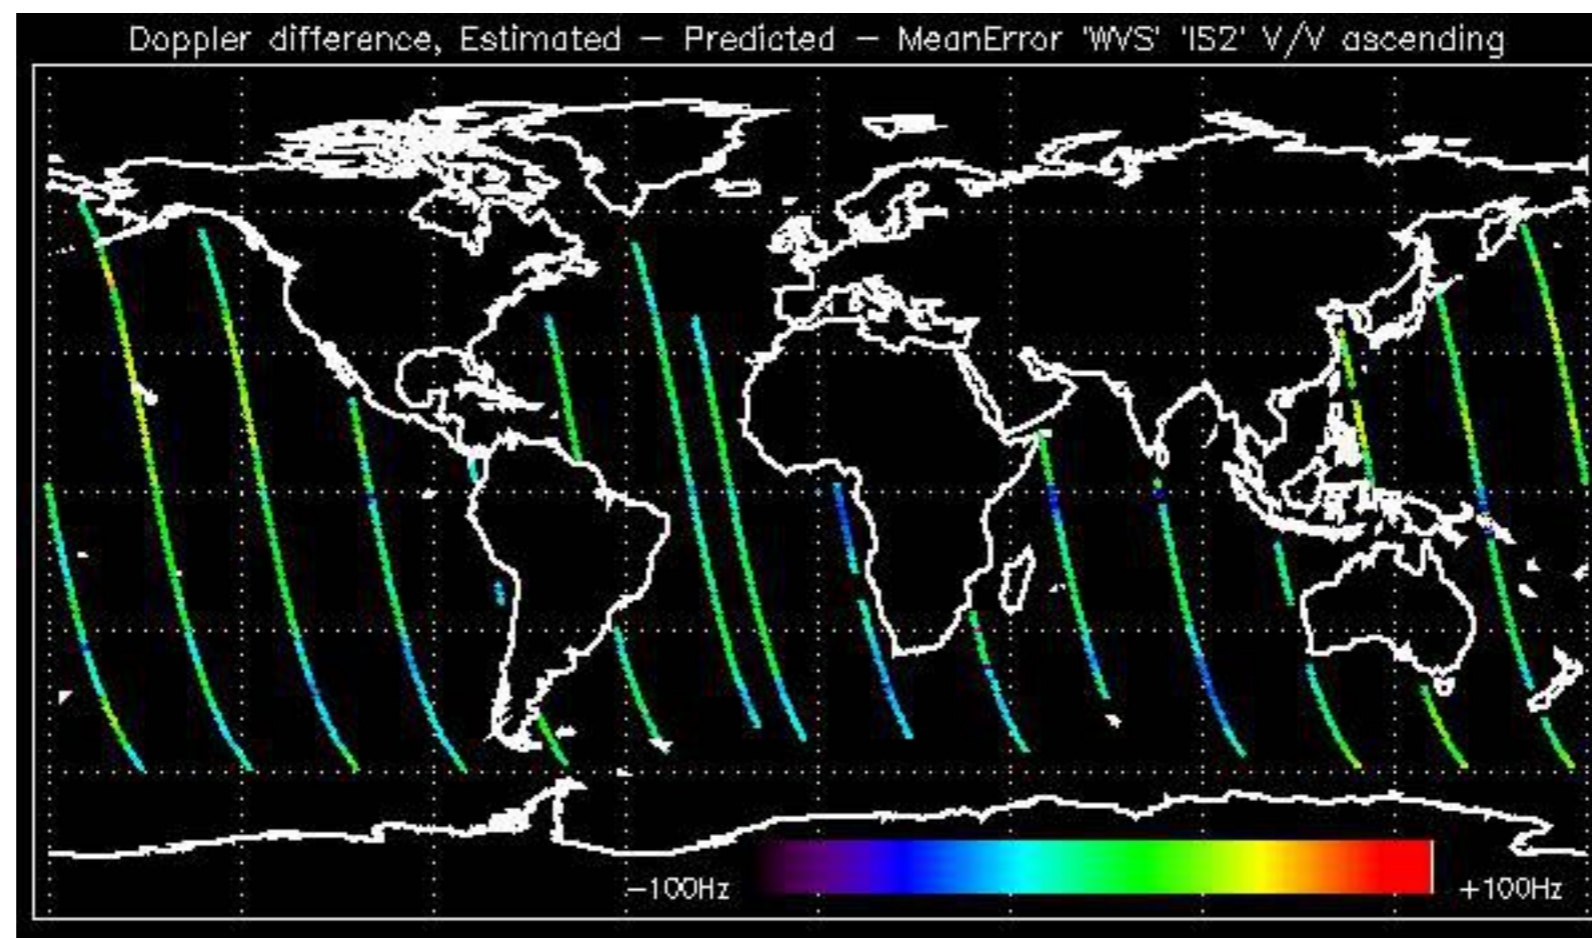 Doppler difference, Estimated – Predicted – MeanError 'WVS' 'IS2' V/V ascending
–100Hz
+100Hz